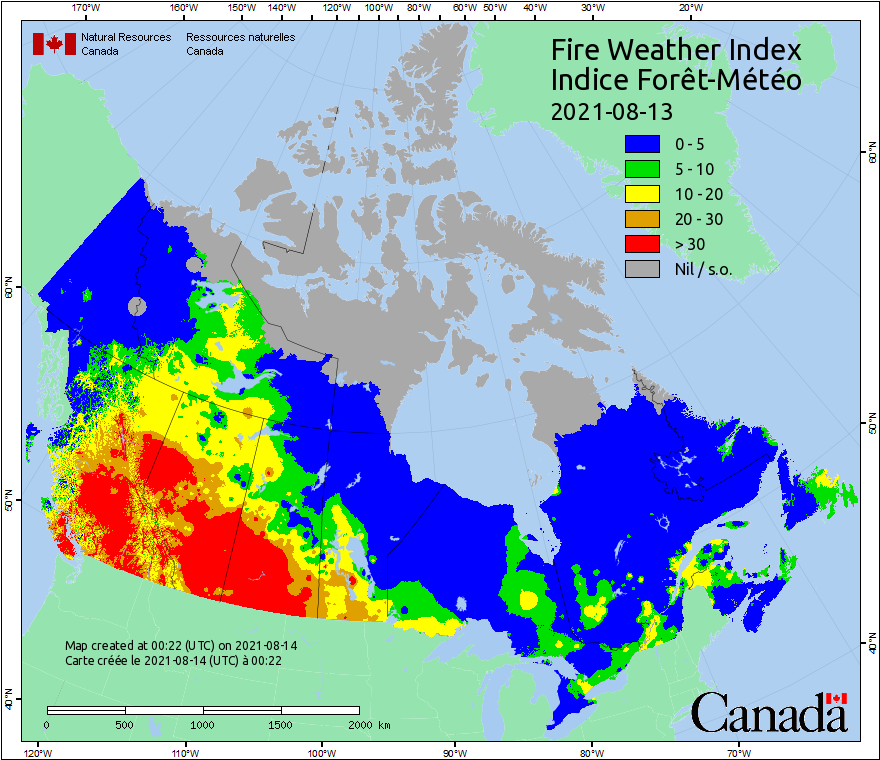 170°W 160°W 150°W 140°W 120°W 100°W 80°W 60°W 50°W 40°W 30°W 20°W
Natural Resources Ressources naturelles
Canada Canada
Fire Weather Index
Indice Forêt-Météo
2021-08-13
0 - 5
5 - 10
10 - 20
20 - 30
> 30
Nil / s.o.
60°N
60°N
50°N
50°N
40°N
40°N
Map created at 00:22 (UTC) on 2021-08-14
Carte créée le 2021-08-14 (UTC) à 00:22
0 500 1000 1500 2000 km
Canada
120°W 110°W 100°W 90°W 80°W 70°W